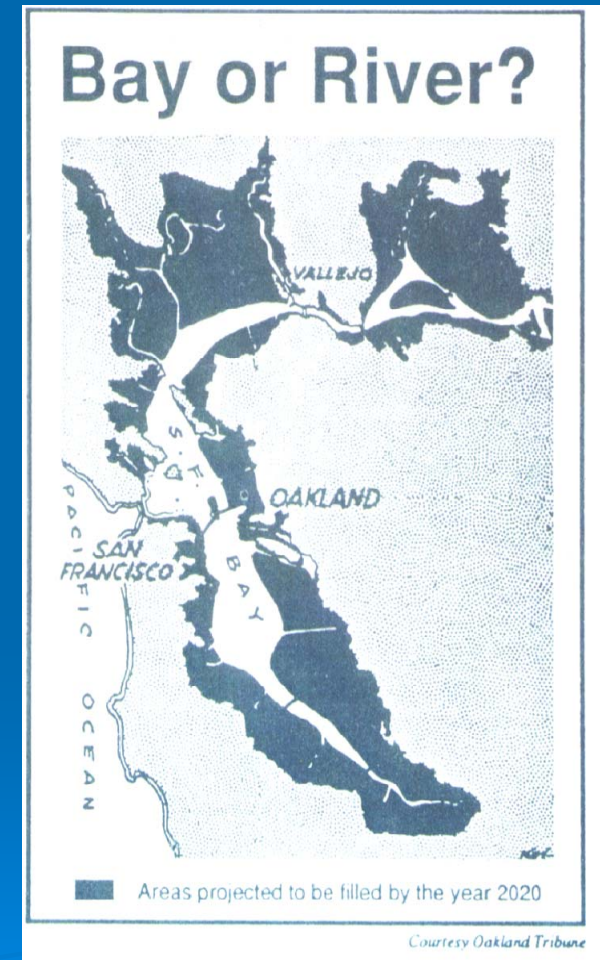 Bay or River?
VALLEJO
S. F.
OAKLAND
BAY
SAN
FRANCISCO
PACIFIC OCEAN
Areas projected to be filled by the year 2020
Courtesy Oakland Tribune